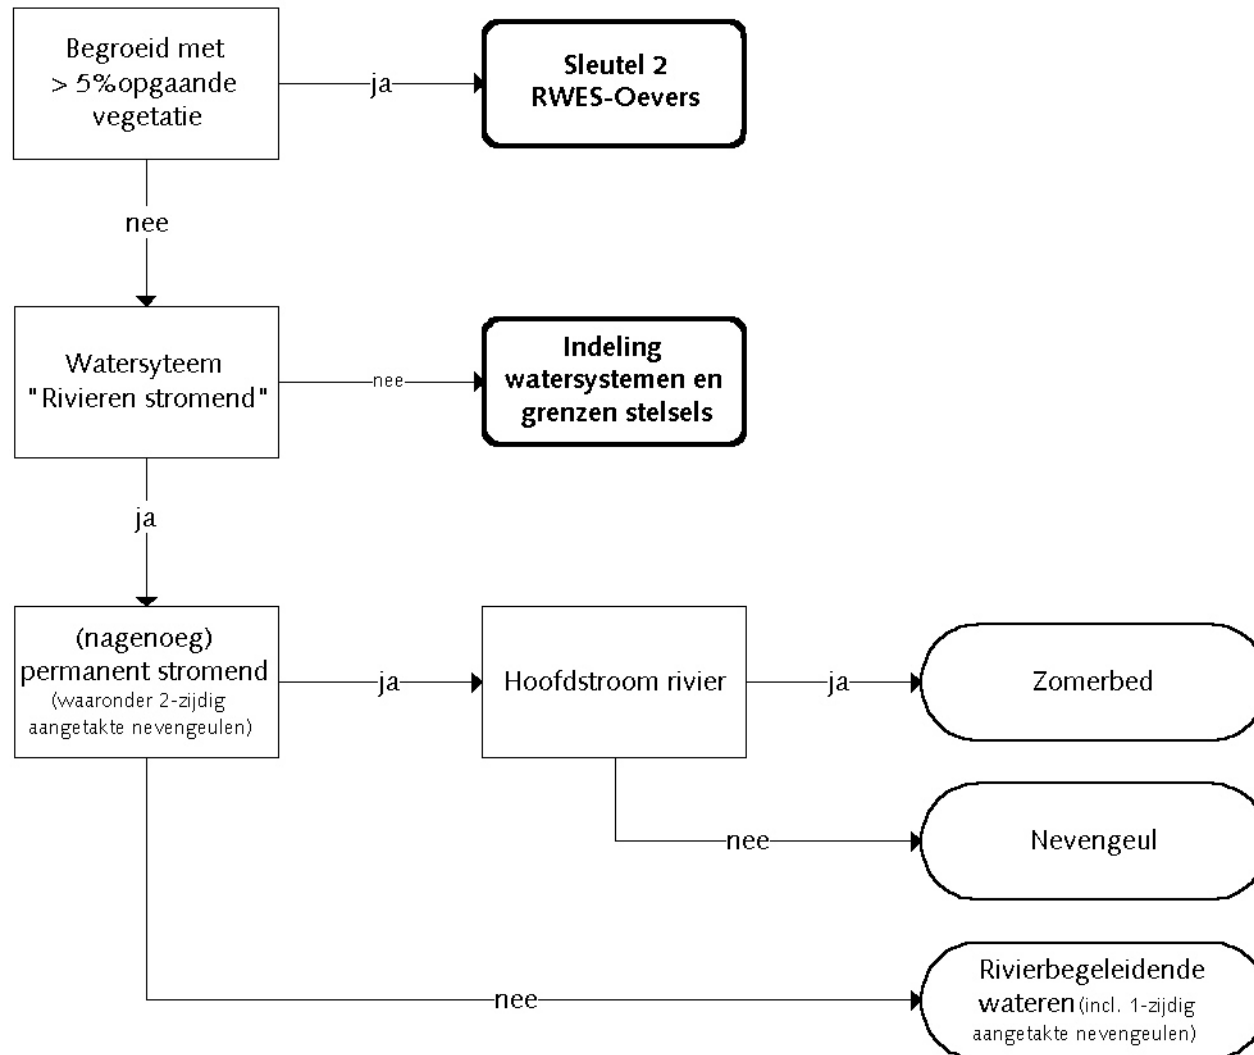 Begroeid met
> 5% opgaande
vegetatie
ja
Sleutel 2
RWES-Oevers
nee
Watersyteem
"Rivieren stromend"
nee
Indeling
watersystemen en
grenzen stelsels
ja
(nagenoeg)
permanent stromend
(waaronder 2-zijdig
aangetakte nevengeulen)
ja
Hoofdstroom rivier
ja
Zomerbed
nee
Nevengeul
nee
Rivierbegeleidende
wateren (incl. 1-zijdig
aangetakte nevengeulen)